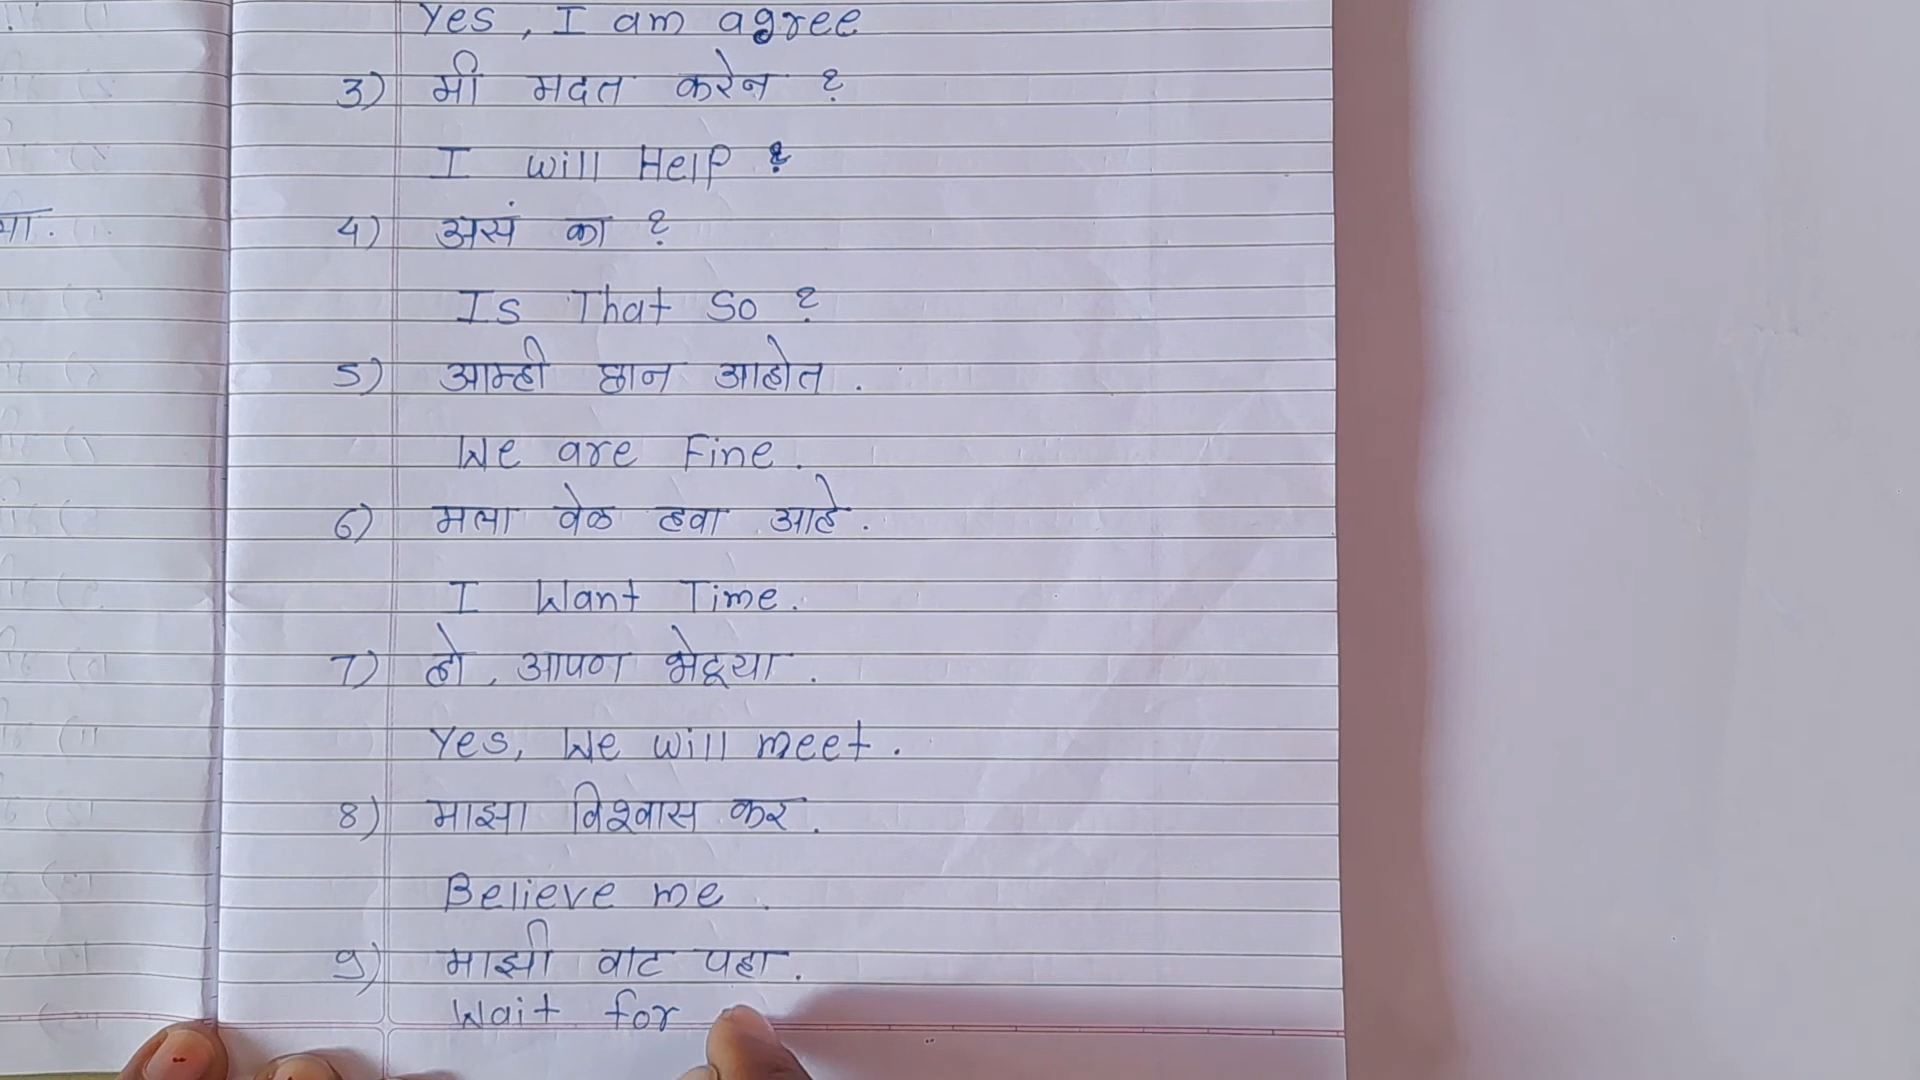 या.
Yes, I am agree
3) मी मदत करेन ?
I will Help ?
4) असं का ?
Is That So ?
5) आम्ही छान आहोत.
We are Fine.
6) मला वेळ हवा आहे.
I Want Time.
7) हो, आपण भेटूया.
Yes, We will meet.
8) माझा विश्वास कर.
Believe me.
9) माझी वाट पहा.
Wait for